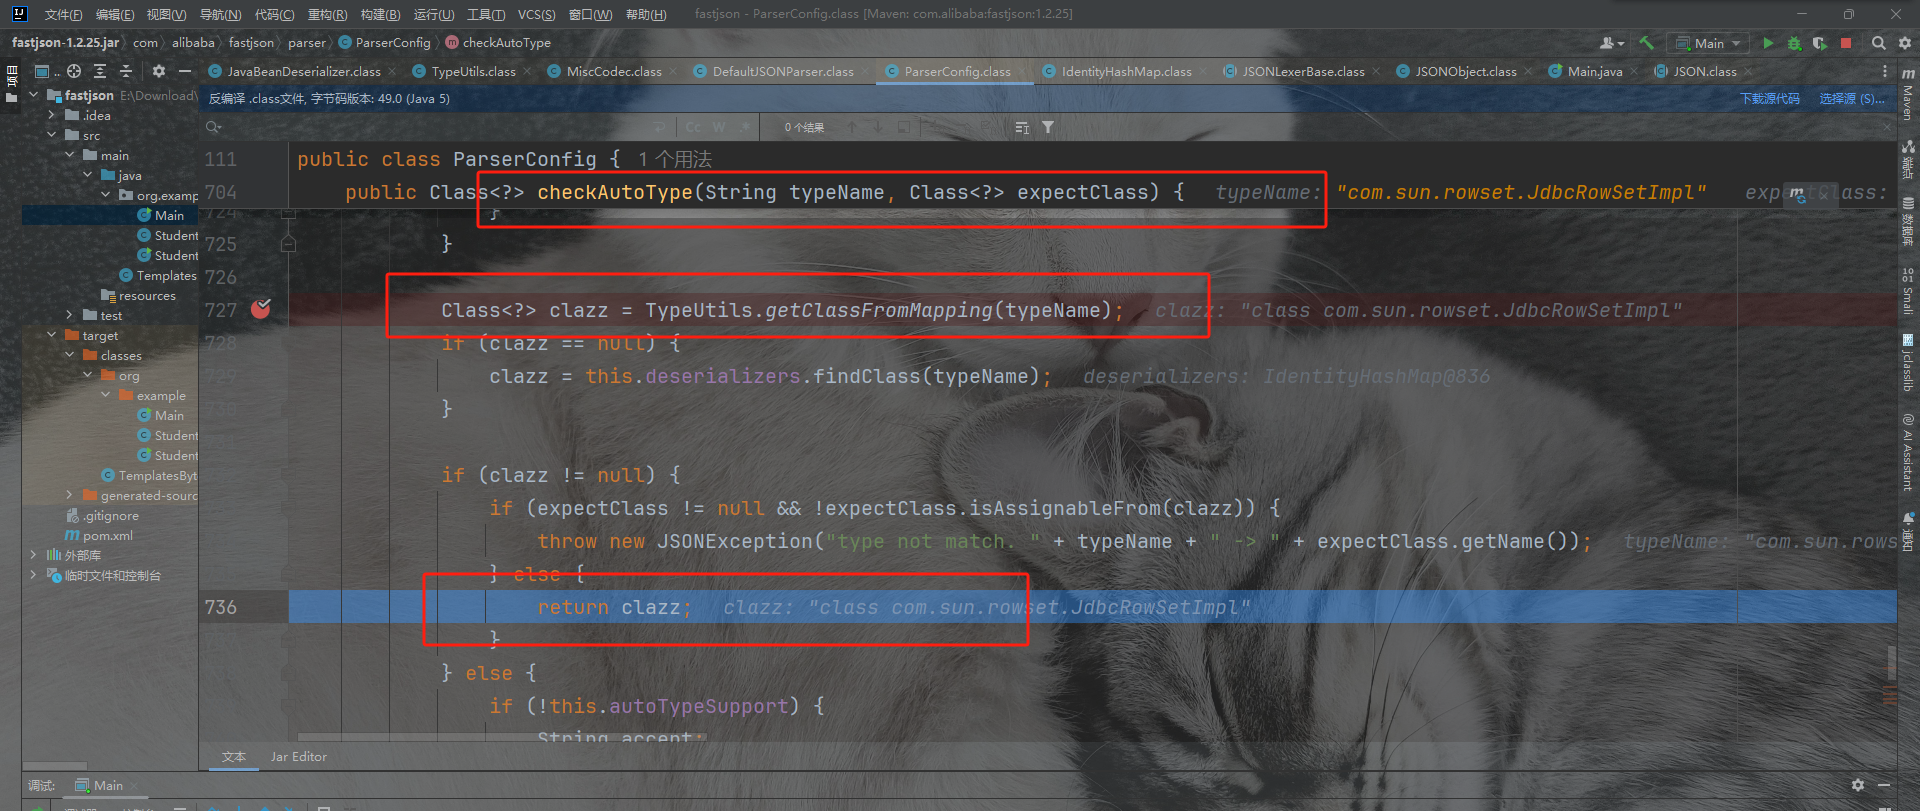 文件(F) 编辑(E) 视图(V) 导航(N) 代码(C) 重构(R) 构建(B) 运行(U) 工具(T) VCS(S) 窗口(W) 帮助(H) fastjson - ParserConfig.class [Maven: com.alibaba:fastjson:1.2.25]
fastjson-1.2.25.jar com alibaba fastjson parser ParserConfig checkAutoType Main
项目 .. JavaBeanDeserializer.class TypeUtils.class MiscCodec.class DefaultJSONParser.class ParserConfig.class IdentityHashMap.class JSONLexerBase.class JSONObject.class Main.java JSON.class
fastjson E:\Download\
.idea
src
main
java
org.examp
Main
Student
Student
Templates
resources
test
target
classes
org
example
Main
Student
Student
TemplatesByt
generated-sourc
.gitignore
pom.xml
外部库
临时文件和控制台
反编译 .class文件, 字节码版本: 49.0 (Java 5) 下载源代码 选择源 (S)...
Cc W .* 0 个结果
111 public class ParserConfig { 1 个用法
704 public Class<?> checkAutoType(String typeName, Class<?> expectClass) { typeName: "com.sun.rowset.JdbcRowSetImpl" expectClass:
724 }
725 }
726
727 Class<?> clazz = TypeUtils.getClassFromMapping(typeName); clazz: "class com.sun.rowset.JdbcRowSetImpl"
728 if (clazz == null) {
729 clazz = this.deserializers.findClass(typeName); deserializers: IdentityHashMap@836
730 }
if (clazz != null) {
if (expectClass != null && !expectClass.isAssignableFrom(clazz)) {
throw new JSONException("type not match. " + typeName + " -> " + expectClass.getName()); typeName: "com.sun.rows
} else {
736 return clazz; clazz: "class com.sun.rowset.JdbcRowSetImpl"
}
} else {
if (!this.autoTypeSupport) {
String accept;
文本 Jar Editor
调试: Main
Maven
端点
数据库
Small
jclasslib
AI Assistant
通知